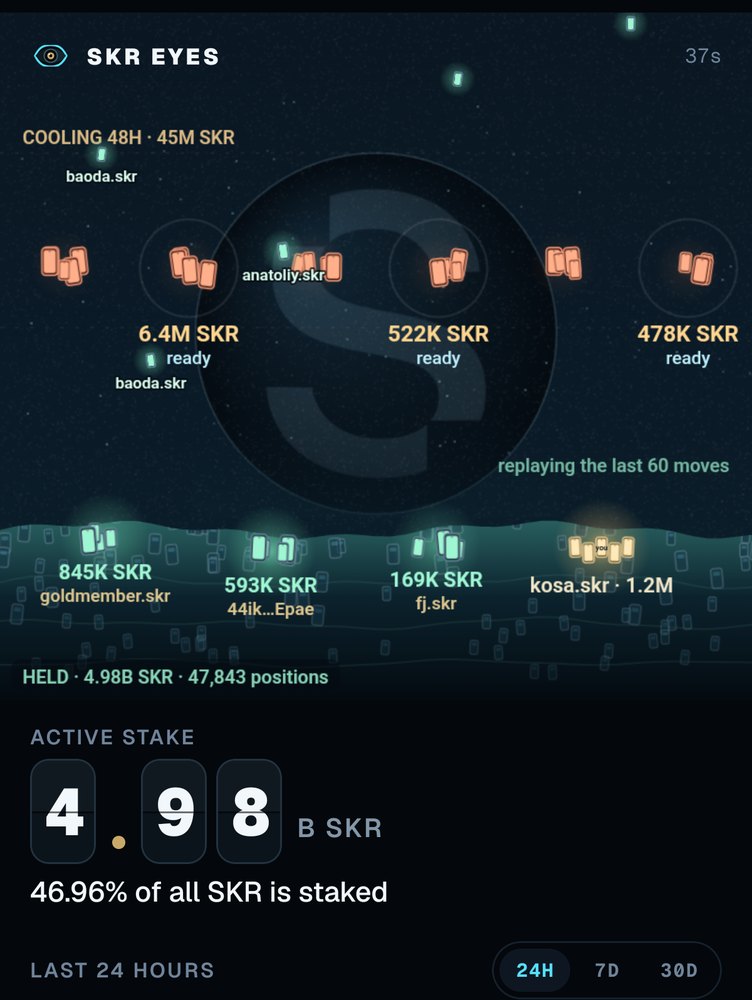 SKR EYES
37s
COOLING 48H · 45M SKR
baoda.skr
anatoliy.skr
6.4M SKR
ready
522K SKR
ready
478K SKR
ready
baoda.skr
replaying the last 60 moves
you
845K SKR
goldmember.skr
593K SKR
44ik...Epae
169K SKR
fj.skr
kosa.skr · 1.2M
HELD · 4.98B SKR · 47,843 positions
ACTIVE STAKE
4.98 B SKR
46.96% of all SKR is staked
LAST 24 HOURS
24H 7D 30D